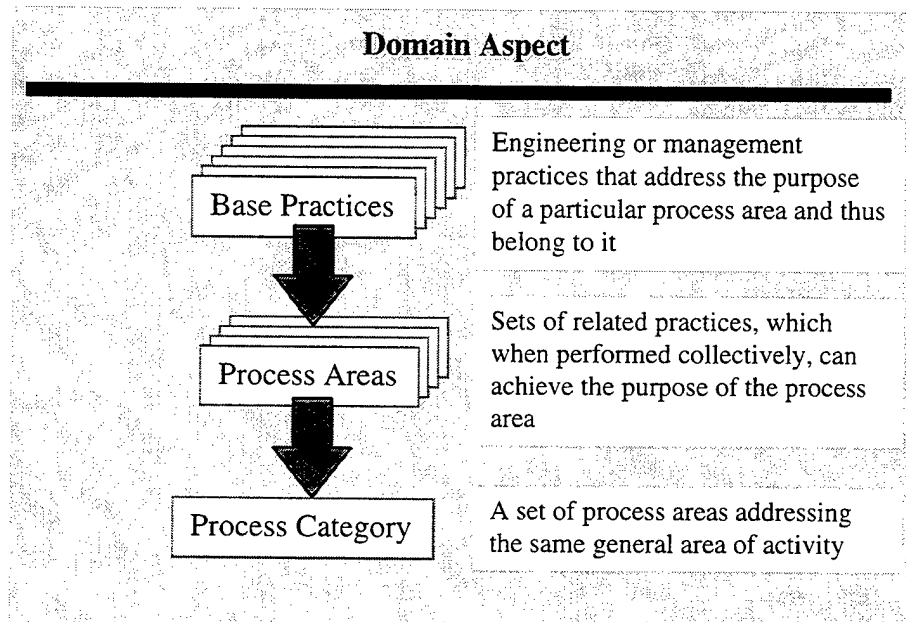 Domain Aspect
Base Practices
Engineering or management
practices that address the purpose
of a particular process area and thus
belong to it
Process Areas
Sets of related practices, which
when performed collectively, can
achieve the purpose of the process
area
Process Category
A set of process areas addressing
the same general area of activity